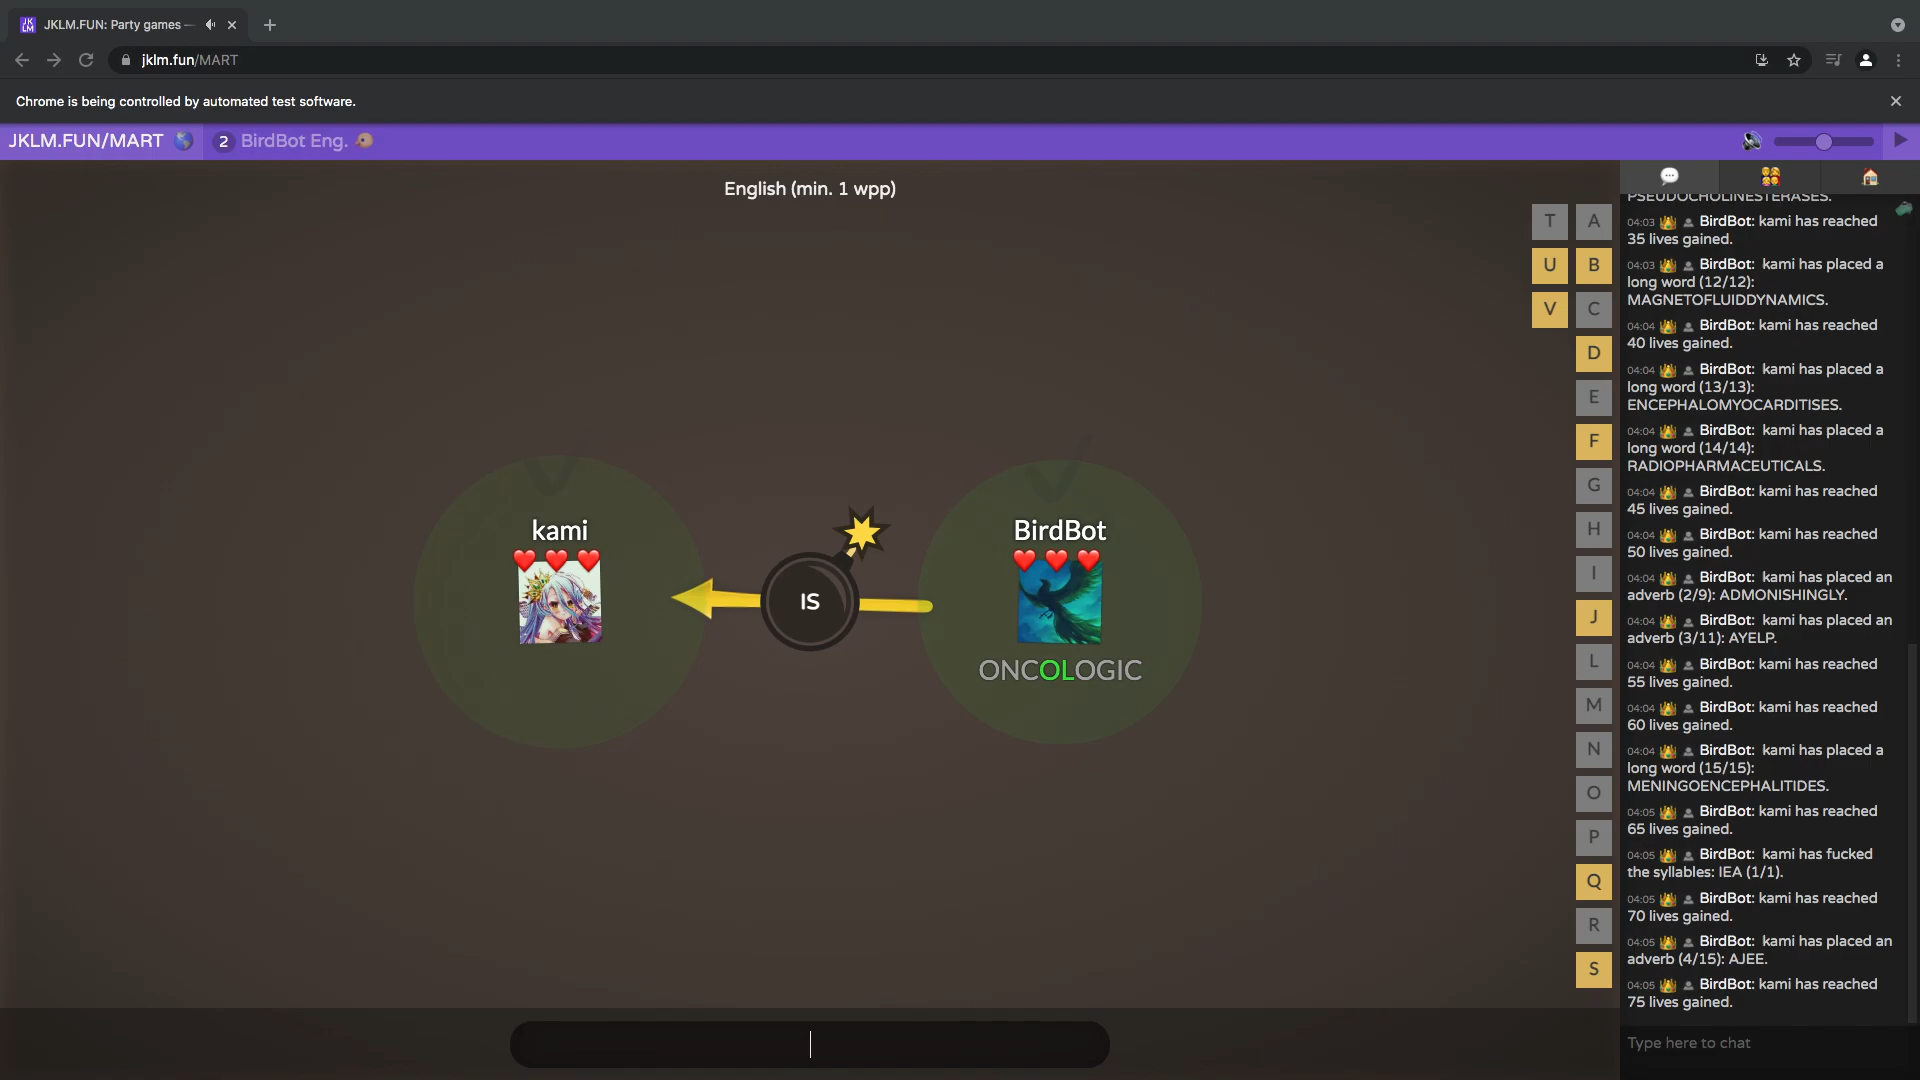 JKLM.FUN: Party games —
jklm.fun/MART
Chrome is being controlled by automated test software.
JKLM.FUN/MART
2 BirdBot Eng.
English (min. 1 wpp)
T A
U B
V C
D
E
F
G
H
I
J
L
M
N
O
P
Q
R
S
kami
IS
BirdBot
ONCOLOGIC
PSEUDOCHOLINESTERASES.
04:03 BirdBot: kami has reached
35 lives gained.
04:03 BirdBot: kami has placed a
long word (12/12):
MAGNETOFLUIDDYNAMICS.
04:04 BirdBot: kami has reached
40 lives gained.
04:04 BirdBot: kami has placed a
long word (13/13):
ENCEPHALOMYOCARDITISES.
04:04 BirdBot: kami has placed a
long word (14/14):
RADIOPHARMACEUTICALS.
04:04 BirdBot: kami has reached
45 lives gained.
04:04 BirdBot: kami has reached
50 lives gained.
04:04 BirdBot: kami has placed an
adverb (2/9): ADMONISHINGLY.
04:04 BirdBot: kami has placed an
adverb (3/11): AYELP.
04:04 BirdBot: kami has reached
55 lives gained.
04:04 BirdBot: kami has reached
60 lives gained.
04:04 BirdBot: kami has placed a
long word (15/15):
MENINGOENCEPHALITIDES.
04:05 BirdBot: kami has reached
65 lives gained.
04:05 BirdBot: kami has fucked
the syllables: IEA (1/1).
04:05 BirdBot: kami has reached
70 lives gained.
04:05 BirdBot: kami has placed an
adverb (4/15): AJEE.
04:05 BirdBot: kami has reached
75 lives gained.
Type here to chat